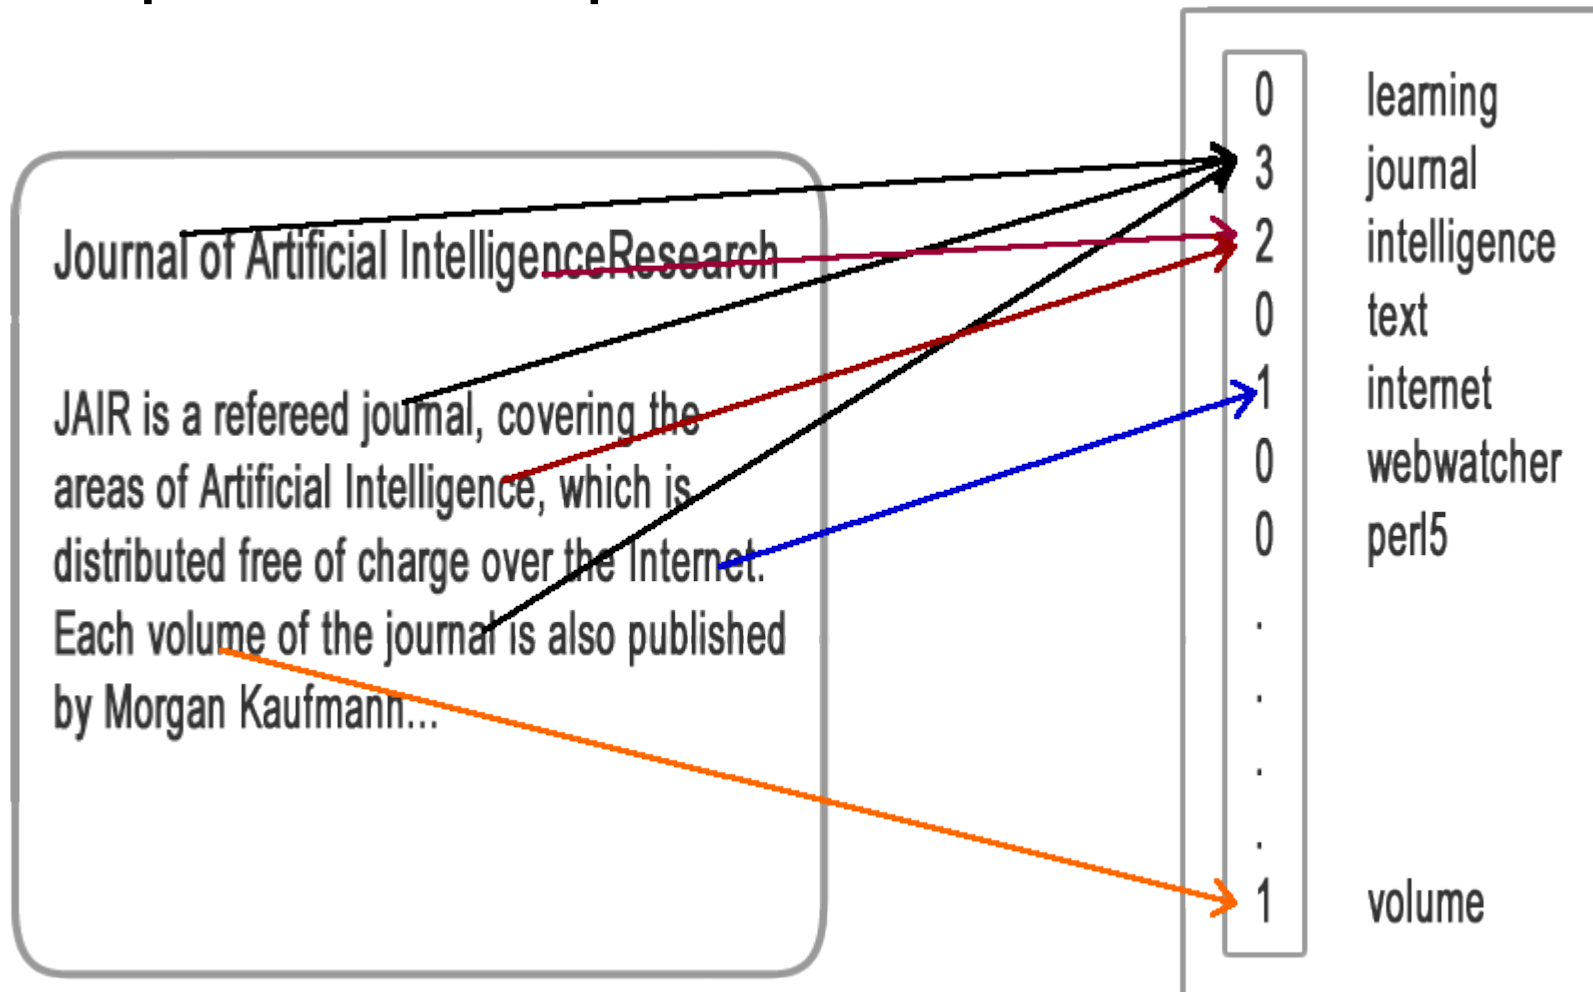 Journal of Artificial IntelligenceResearch
JAIR is a refereed journal, covering the
areas of Artificial Intelligence, which is
distributed free of charge over the Internet.
Each volume of the journal is also published
by Morgan Kaufmann...
0 learning
3 journal
2 intelligence
0 text
1 internet
0 webwatcher
0 perl5
.
.
.
.
1 volume